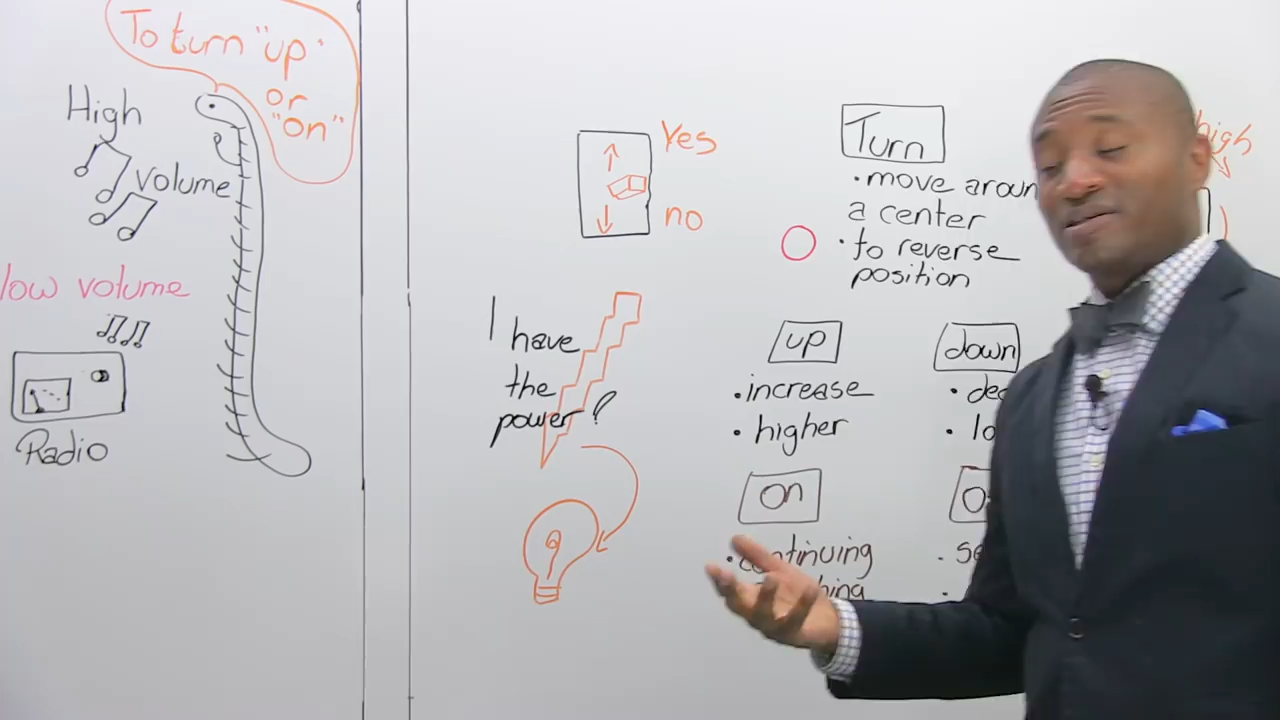 To turn "up"
or
"On"
High
volume
low volume
Radio
Yes
no
I have
the
power?
Turn
• move aroun
a center
• to reverse
position
up
• increase
• higher
down
• de
• lo
on
• continuing
high